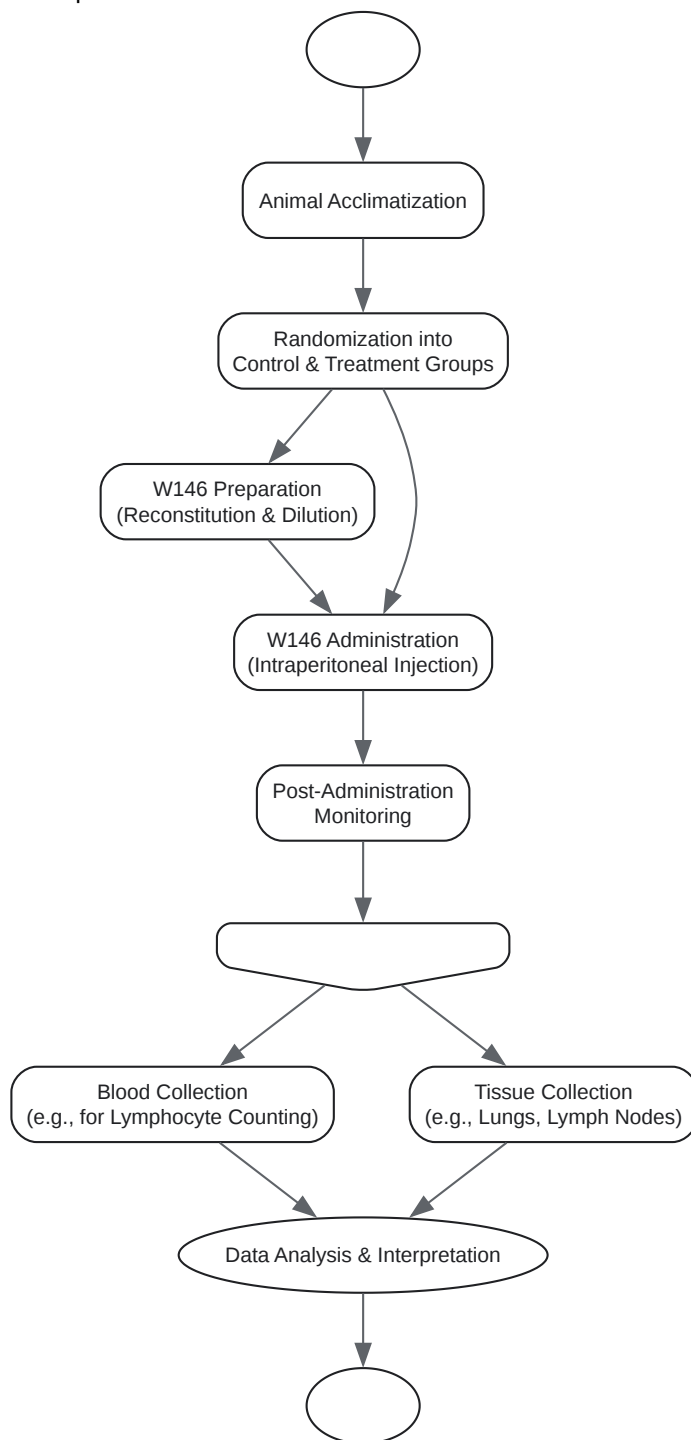 Animal Acclimatization
Randomization into
Control & Treatment Groups
W146 Preparation
(Reconstitution & Dilution)
W146 Administration
(Intraperitoneal Injection)
Post-Administration
Monitoring
Blood Collection
(e.g., for Lymphocyte Counting)
Tissue Collection
(e.g., Lungs, Lymph Nodes)
Data Analysis & Interpretation